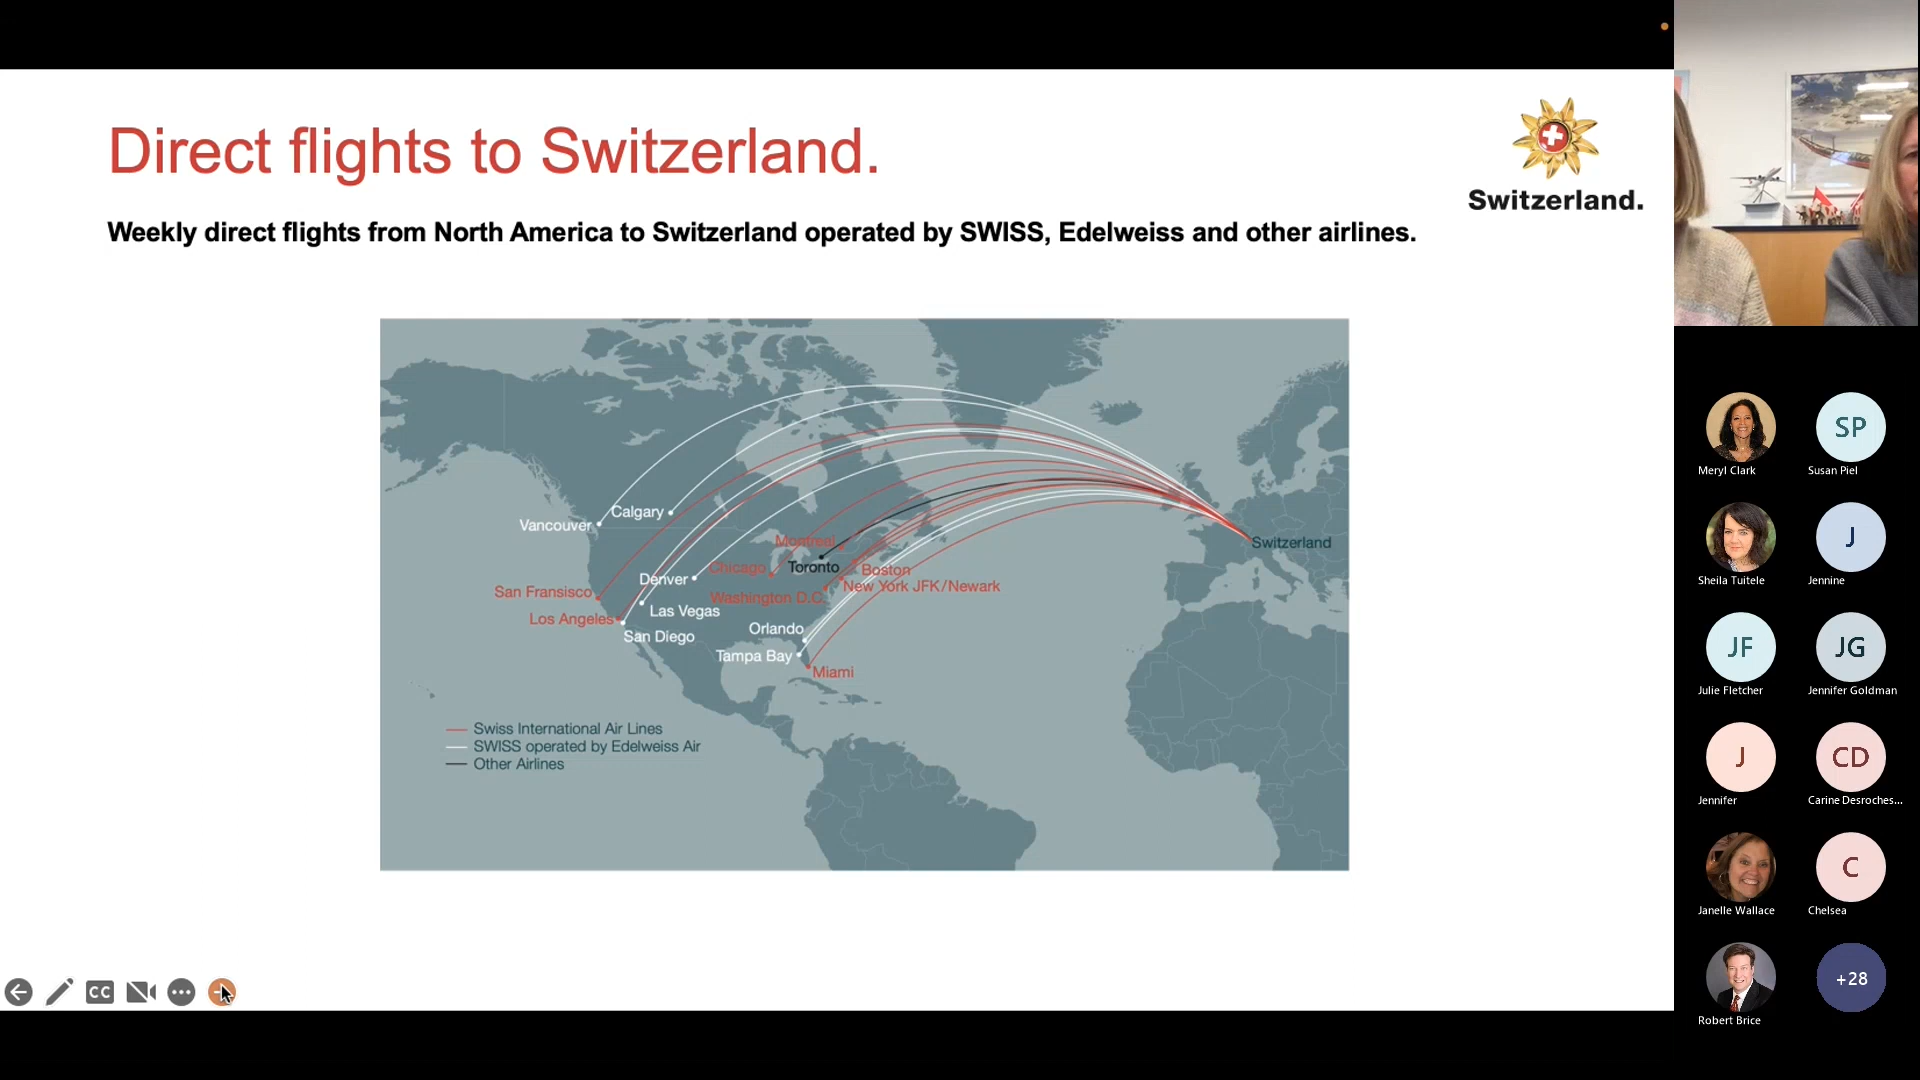 Direct flights to Switzerland.
Switzerland.
Weekly direct flights from North America to Switzerland operated by SWISS, Edelweiss and other airlines.
Calgary
Vancouver
Montreal
Switzerland
Chicago
Toronto
Boston
Denver
New York JFK/Newark
San Fransisco
Washington D.C.
Las Vegas
Los Angeles
Orlando
San Diego
Tampa Bay
Miami
Swiss International Air Lines
SWISS operated by Edelweiss Air
Other Airlines
CC
SP
Meryl Clark
Susan Piel
J
Sheila Tuitele
Jennine
JF
JG
Julie Fletcher
Jennifer Goldman
J
CD
Jennifer
Carine Desroches...
C
Janelle Wallace
Chelsea
+28
Robert Brice